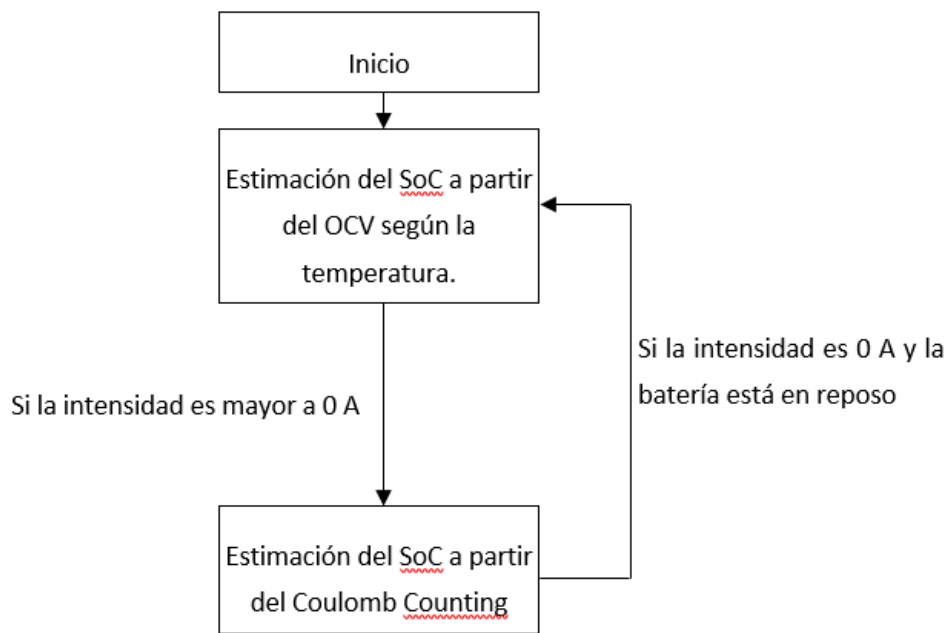 Inicio
Estimación del SoC a partir
del OCV según la
temperatura.
Si la intensidad es mayor a 0 A
Si la intensidad es 0 A y la
batería está en reposo
Estimación del SoC a partir
del Coulomb Counting